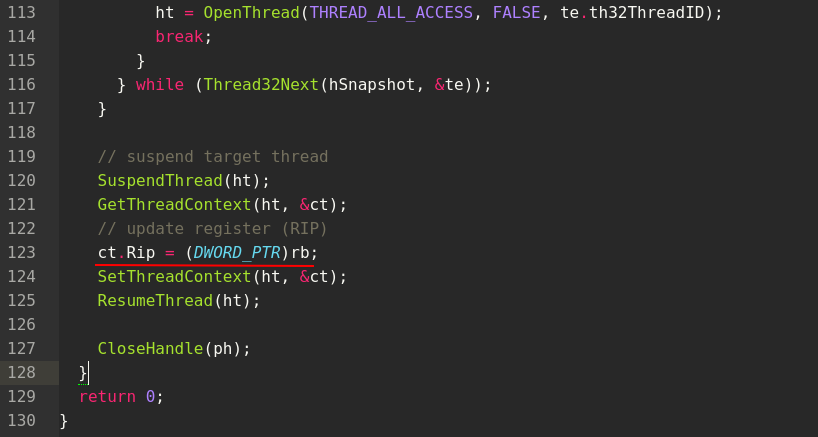 113 ht = OpenThread(THREAD_ALL_ACCESS, FALSE, te.th32ThreadID);
114 break;
115 }
116 } while (Thread32Next(hSnapshot, &te));
117 }
118
119 // suspend target thread
120 SuspendThread(ht);
121 GetThreadContext(ht, &ct);
122 // update register (RIP)
123 ct.Rip = (DWORD_PTR)rb;
124 SetThreadContext(ht, &ct);
125 ResumeThread(ht);
126
127 CloseHandle(ph);
128 }
129 return 0;
130 }